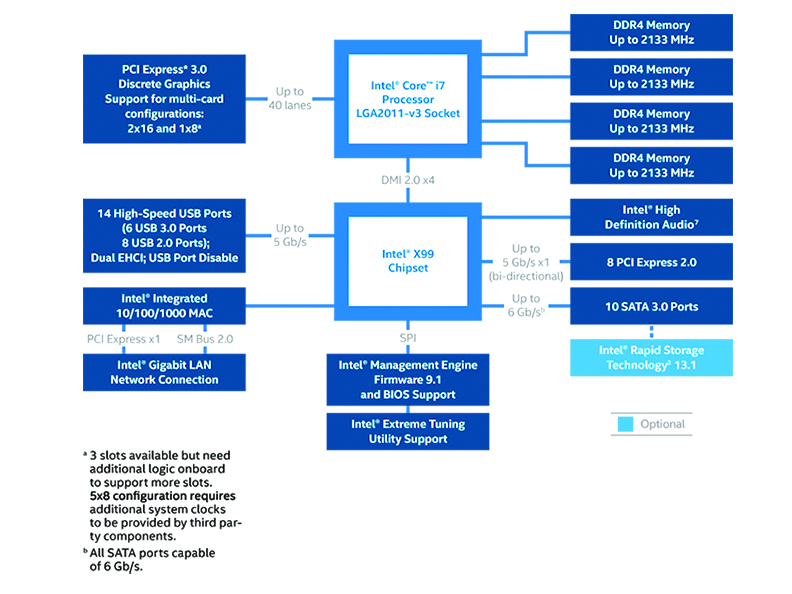 PCI Express® 3.0
Discrete Graphics
Support for multi-card
configurations:
2x16 and 1x8ᵃ
Up to
40 lanes
Intel® Core™ i7
Processor
LGA2011-v3 Socket
DDR4 Memory
Up to 2133 MHz
DDR4 Memory
Up to 2133 MHz
DDR4 Memory
Up to 2133 MHz
DDR4 Memory
Up to 2133 MHz
DMI 2.0 x4
14 High-Speed USB Ports
(6 USB 3.0 Ports
8 USB 2.0 Ports);
Dual EHCI; USB Port Disable
Up to
5 Gb/s
Intel® X99
Chipset
Intel® High
Definition Audio⁷
Up to
5 Gb/s x1
(bi-directional)
8 PCI Express 2.0
Intel® Integrated
10/100/1000 MAC
Up to
6 Gb/sᵇ
10 SATA 3.0 Ports
PCI Express x1
SM Bus 2.0
SPI
Intel® Gigabit LAN
Network Connection
Intel® Management Engine
Firmware 9.1
and BIOS Support
Intel® Rapid Storage
Technology² 13.1
Intel® Extreme Tuning
Utility Support
Optional
ᵃ 3 slots available but need
additional logic onboard
to support more slots.
5x8 configuration requires
additional system clocks
to be provided by third par-
ty components.
ᵇ All SATA ports capable
of 6 Gb/s.